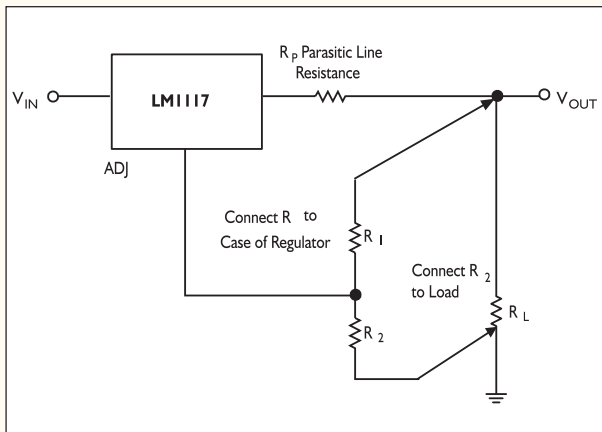 R P Parasitic Line
Resistance
V IN
LM1117
V OUT
ADJ
Connect R to
Case of Regulator
R 1
Connect R 2
to Load
R L
R 2